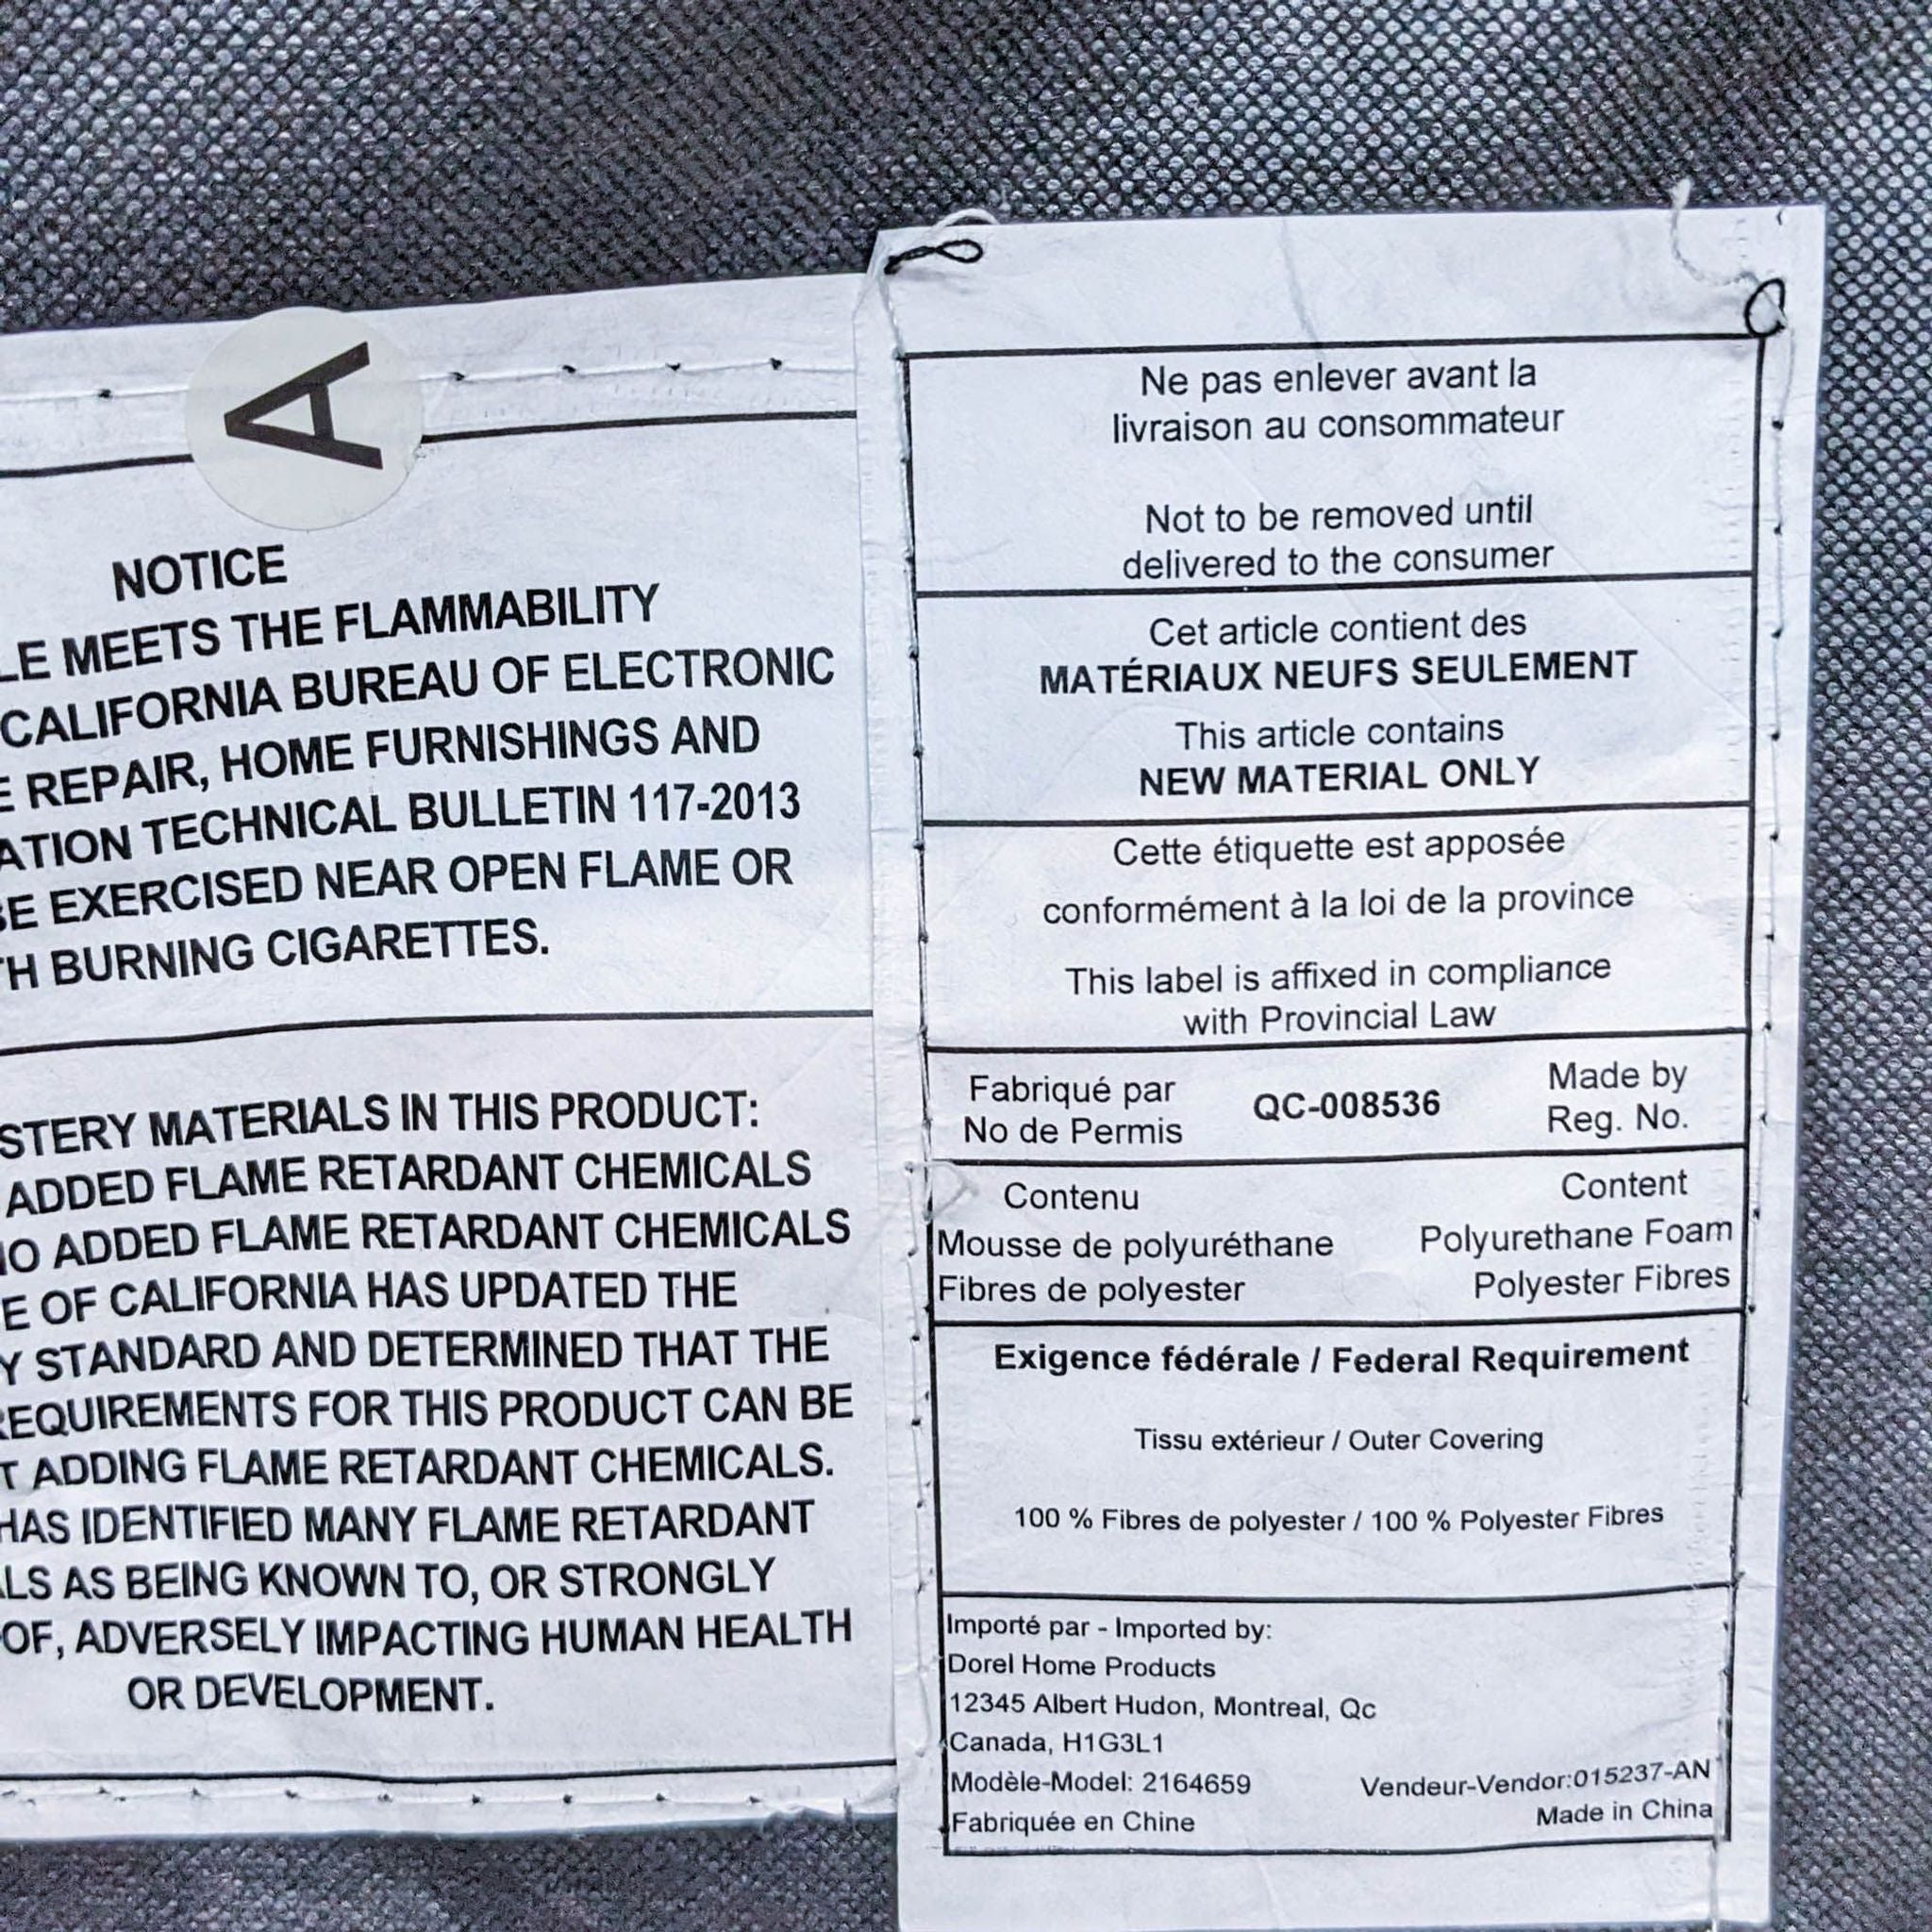 A
NOTICE
MEETS THE FLAMMABILITY
CALIFORNIA BUREAU OF ELECTRONIC
REPAIR, HOME FURNISHINGS AND
TECHNICAL BULLETIN 117-2013
EXERCISED NEAR OPEN FLAME OR
BURNING CIGARETTES.
MATERIALS IN THIS PRODUCT:
ADDED FLAME RETARDANT CHEMICALS
ADDED FLAME RETARDANT CHEMICALS
OF CALIFORNIA HAS UPDATED THE
STANDARD AND DETERMINED THAT THE
REQUIREMENTS FOR THIS PRODUCT CAN BE
ADDING FLAME RETARDANT CHEMICALS.
HAS IDENTIFIED MANY FLAME RETARDANT
AS BEING KNOWN TO, OR STRONGLY
OF, ADVERSELY IMPACTING HUMAN HEALTH
OR DEVELOPMENT.
Ne pas enlever avant la
livraison au consommateur
Not to be removed until
delivered to the consumer
Cet article contient des
MATÉRIAUX NEUFS SEULEMENT
This article contains
NEW MATERIAL ONLY
Cette étiquette est apposée
conformément à la loi de la province
This label is affixed in compliance
with Provincial Law
Fabriqué par
No de Permis
QC-008536
Made by
Reg. No.
Contenu
Mousse de polyuréthane
Fibres de polyester
Content
Polyurethane Foam
Polyester Fibres
Exigence fédérale / Federal Requirement
Tissu extérieur / Outer Covering
100 % Fibres de polyester / 100 % Polyester Fibres
Importé par - Imported by:
Dorel Home Products
12345 Albert Hudon, Montreal, Qc
Canada, H1G3L1
Modèle-Model: 2164659 Vendeur-Vendor:015237-AN
Fabriquée en Chine Made in China